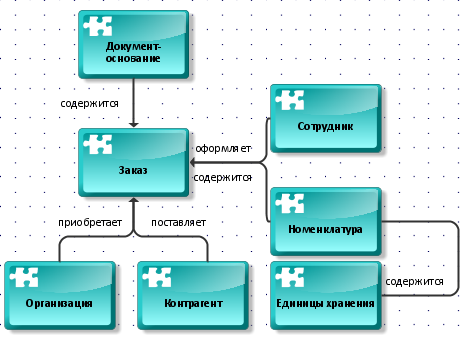 Документ-
основание
содержится
Сотрудник
оформляет
Заказ
содержится
приобретает
поставляет
Номенклатура
Организация
Контрагент
Единицы хранения
содержится